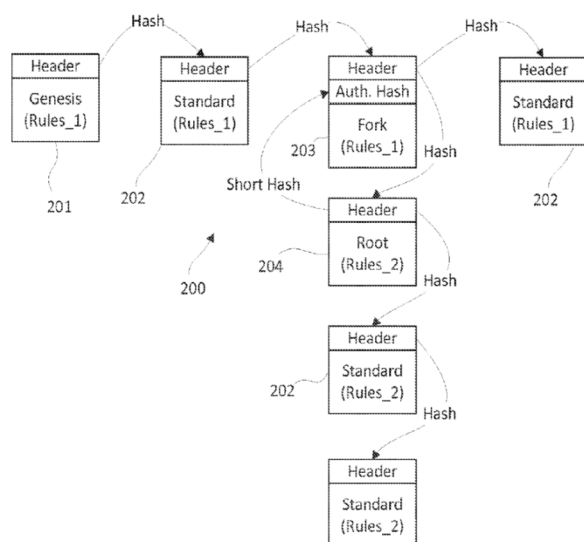 Hash
Hash
Hash
Header
Genesis
(Rules_1)
Header
Standard
(Rules_1)
Header
Auth. Hash
Fork
(Rules_1)
Header
Standard
(Rules_1)
201
202
203
202
Hash
Short Hash
Header
Root
(Rules_2)
204
200
Hash
Header
Standard
(Rules_2)
202
Hash
Header
Standard
(Rules_2)